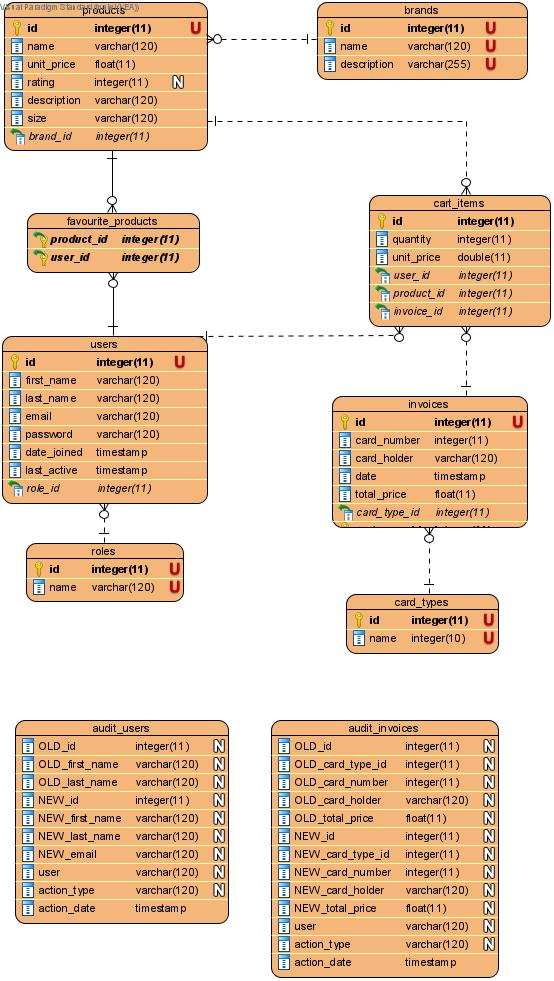 products
id integer(11) U
name varchar(120)
unit_price float(11)
rating integer(11) N
description varchar(120)
size varchar(120)
brand_id integer(11)
brands
id integer(11) U
name varchar(120) U
description varchar(255) U
favourite_products
product_id integer(11)
user_id integer(11)
cart_items
id integer(11)
quantity integer(11)
unit_price double(11)
user_id integer(11)
product_id integer(11)
invoice_id integer(11)
users
id integer(11) U
first_name varchar(120)
last_name varchar(120)
email varchar(120)
password varchar(120)
date_joined timestamp
last_active timestamp
role_id integer(11)
invoices
id integer(11) U
card_number integer(11)
card_holder varchar(120)
date timestamp
total_price float(11)
card_type_id integer(11)
roles
id integer(11) U
name varchar(120) U
card_types
id integer(11) U
name integer(10) U
audit_users
OLD_id integer(11) N
OLD_first_name varchar(120) N
OLD_last_name varchar(120) N
NEW_id integer(11) N
NEW_first_name varchar(120) N
NEW_last_name varchar(120) N
NEW_email varchar(120) N
user varchar(120) N
action_type varchar(120) N
action_date timestamp
audit_invoices
OLD_id integer(11) N
OLD_card_type_id integer(11) N
OLD_card_number integer(11) N
OLD_card_holder varchar(120) N
OLD_total_price float(11) N
NEW_id integer(11) N
NEW_card_type_id integer(11) N
NEW_card_number integer(11) N
NEW_card_holder varchar(120) N
NEW_total_price float(11) N
user varchar(120) N
action_type varchar(120) N
action_date timestamp